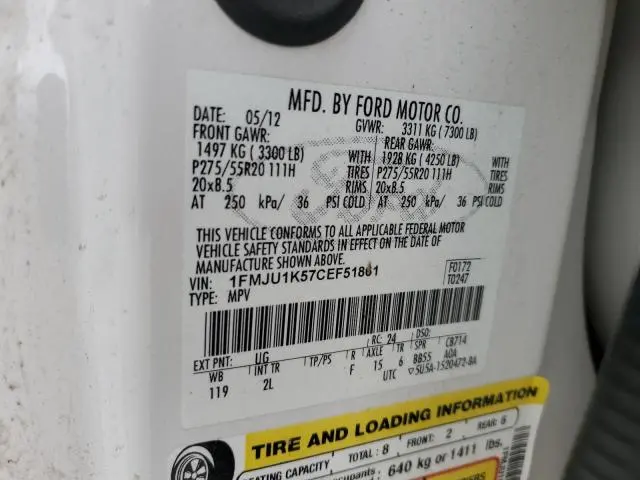 MFD. BY FORD MOTOR CO.
DATE: 05/12 GVWR: 3311 KG ( 7300 LB)
FRONT GAWR: REAR GAWR:
1497 KG ( 3300 LB) WITH 1928 KG ( 4250 LB) WITH
P275/55R20 111H TIRES P275/55R20 111H TIRES
20x8.5 RIMS 20x8.5 RIMS
AT 250 kPa/ 36 PSI COLD AT 250 kPa/ 36 PSI COLD
THIS VEHICLE CONFORMS TO ALL APPLICABLE FEDERAL MOTOR
VEHICLE SAFETY STANDARDS IN EFFECT ON THE DATE OF
MANUFACTURE SHOWN ABOVE.
VIN: 1FMJU1K57CEF51861 F0172
TYPE: MPV T0247
RC: 24 DSO:
EXT PNT: UG
WB INT TR TP/PS R AXLE TR SPR C8714
119 2L F 15 6 BB55 AOA
UTC ▽5U5A-1520472-BA
TIRE AND LOADING INFORMATION
SEATING CAPACITY TOTAL: 8 FRONT: 2 REAR: 6
640 kg or 1411 lbs.